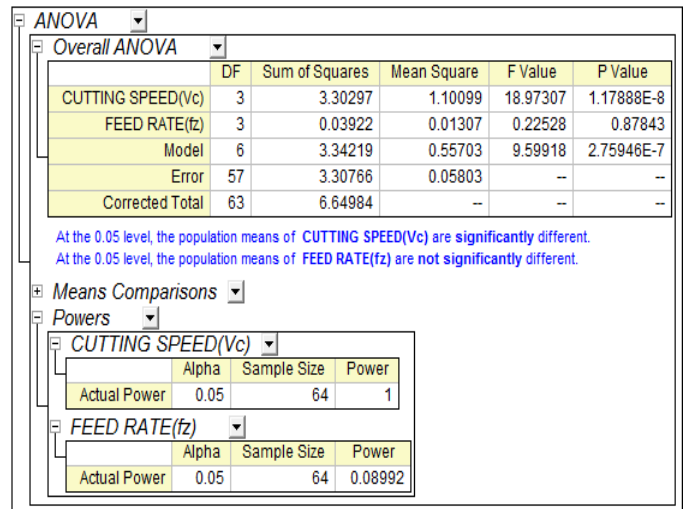 ANOVA
Overall ANOVA
DF Sum of Squares Mean Square F Value P Value
CUTTING SPEED(Vc) 3 3.30297 1.10099 18.97307 1.17888E-8
FEED RATE(fz) 3 0.03922 0.01307 0.22528 0.87843
Model 6 3.34219 0.55703 9.59918 2.75946E-7
Error 57 3.30766 0.05803 -- --
Corrected Total 63 6.64984 -- -- --
At the 0.05 level, the population means of CUTTING SPEED(Vc) are significantly different.
At the 0.05 level, the population means of FEED RATE(fz) are not significantly different.
Means Comparisons
Powers
CUTTING SPEED(Vc)
Alpha Sample Size Power
Actual Power 0.05 64 1
FEED RATE(fz)
Alpha Sample Size Power
Actual Power 0.05 64 0.08992